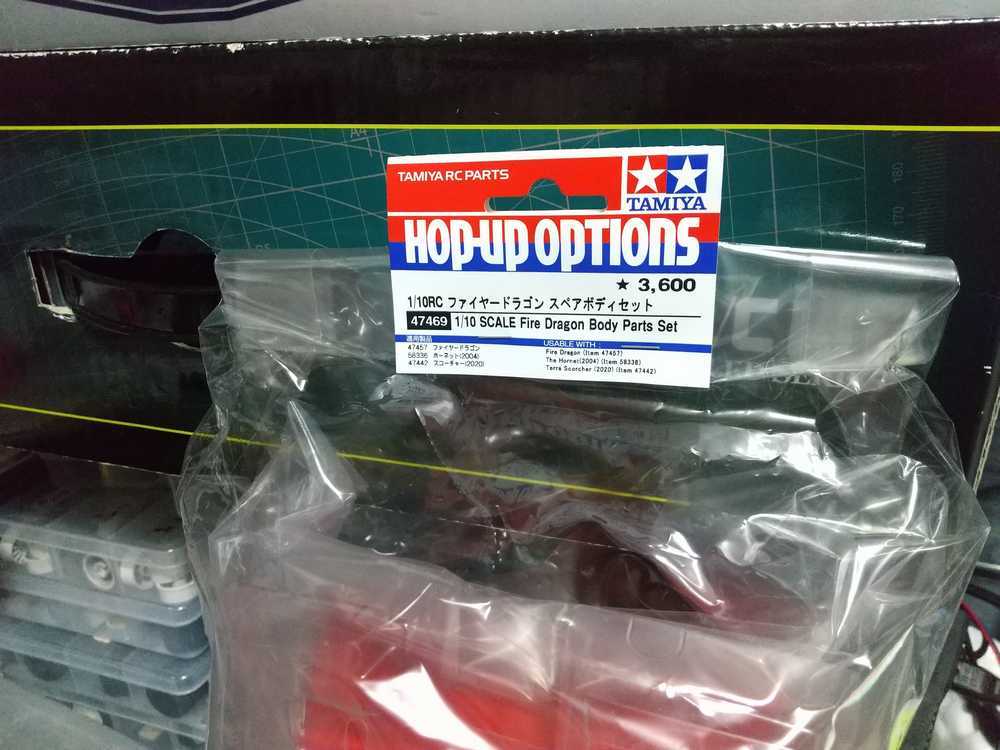 A4
TAMIYA RC PARTS
TAMIYA
HOP-UP OPTIONS
★ 3,600
1/10RC ファイヤードラゴン スペアボディセット
47469 1/10 SCALE Fire Dragon Body Parts Set
適用製品
47457 ファイヤードラゴン
58336 ホーネット(2004)
47442 スコーチャー(2020)
USABLE WITH :
Fire Dragon (Item 47457)
The Hornet(2004) (Item 58336)
Terra Scorcher (2020) (Item 47442)
180
170